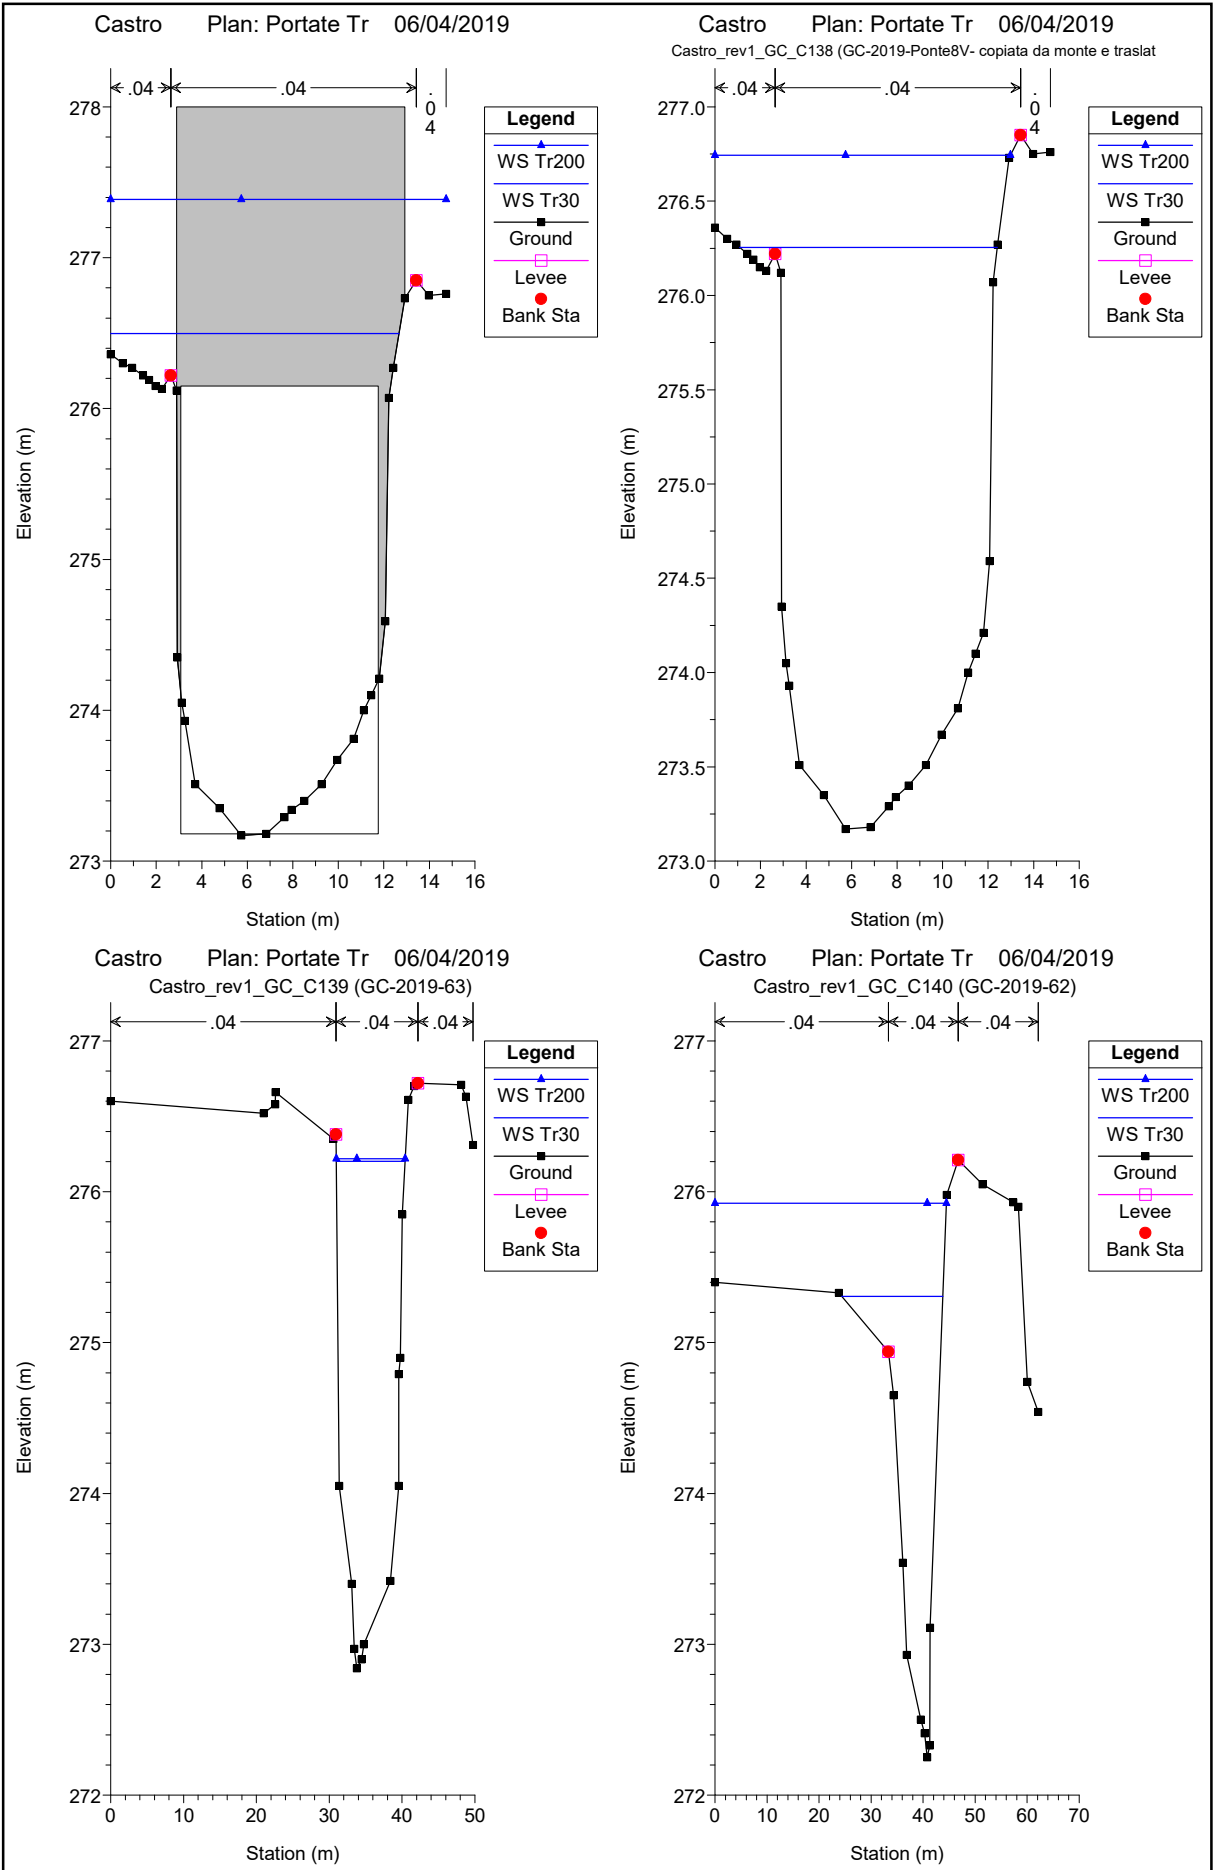 Castro Plan: Portate Tr 06/04/2019
.04 .04 .04
278
277
276
275
274
273
0 2 4 6 8 10 12 14 16
Elevation (m)
Station (m)
Legend
WS Tr200
WS Tr30
Ground
Levee
Bank Sta
Castro Plan: Portate Tr 06/04/2019
Castro_rev1_GC_C138 (GC-2019-Ponte8V- copiata da monte e traslat
.04 .04 .04
277.0
276.5
276.0
275.5
275.0
274.5
274.0
273.5
273.0
0 2 4 6 8 10 12 14 16
Elevation (m)
Station (m)
Legend
WS Tr200
WS Tr30
Ground
Levee
Bank Sta
Castro Plan: Portate Tr 06/04/2019
Castro_rev1_GC_C139 (GC-2019-63)
.04 .04 .04
277
276
275
274
273
272
0 10 20 30 40 50
Elevation (m)
Station (m)
Legend
WS Tr200
WS Tr30
Ground
Levee
Bank Sta
Castro Plan: Portate Tr 06/04/2019
Castro_rev1_GC_C140 (GC-2019-62)
.04 .04 .04
277
276
275
274
273
272
0 10 20 30 40 50 60 70
Elevation (m)
Station (m)
Legend
WS Tr200
WS Tr30
Ground
Levee
Bank Sta